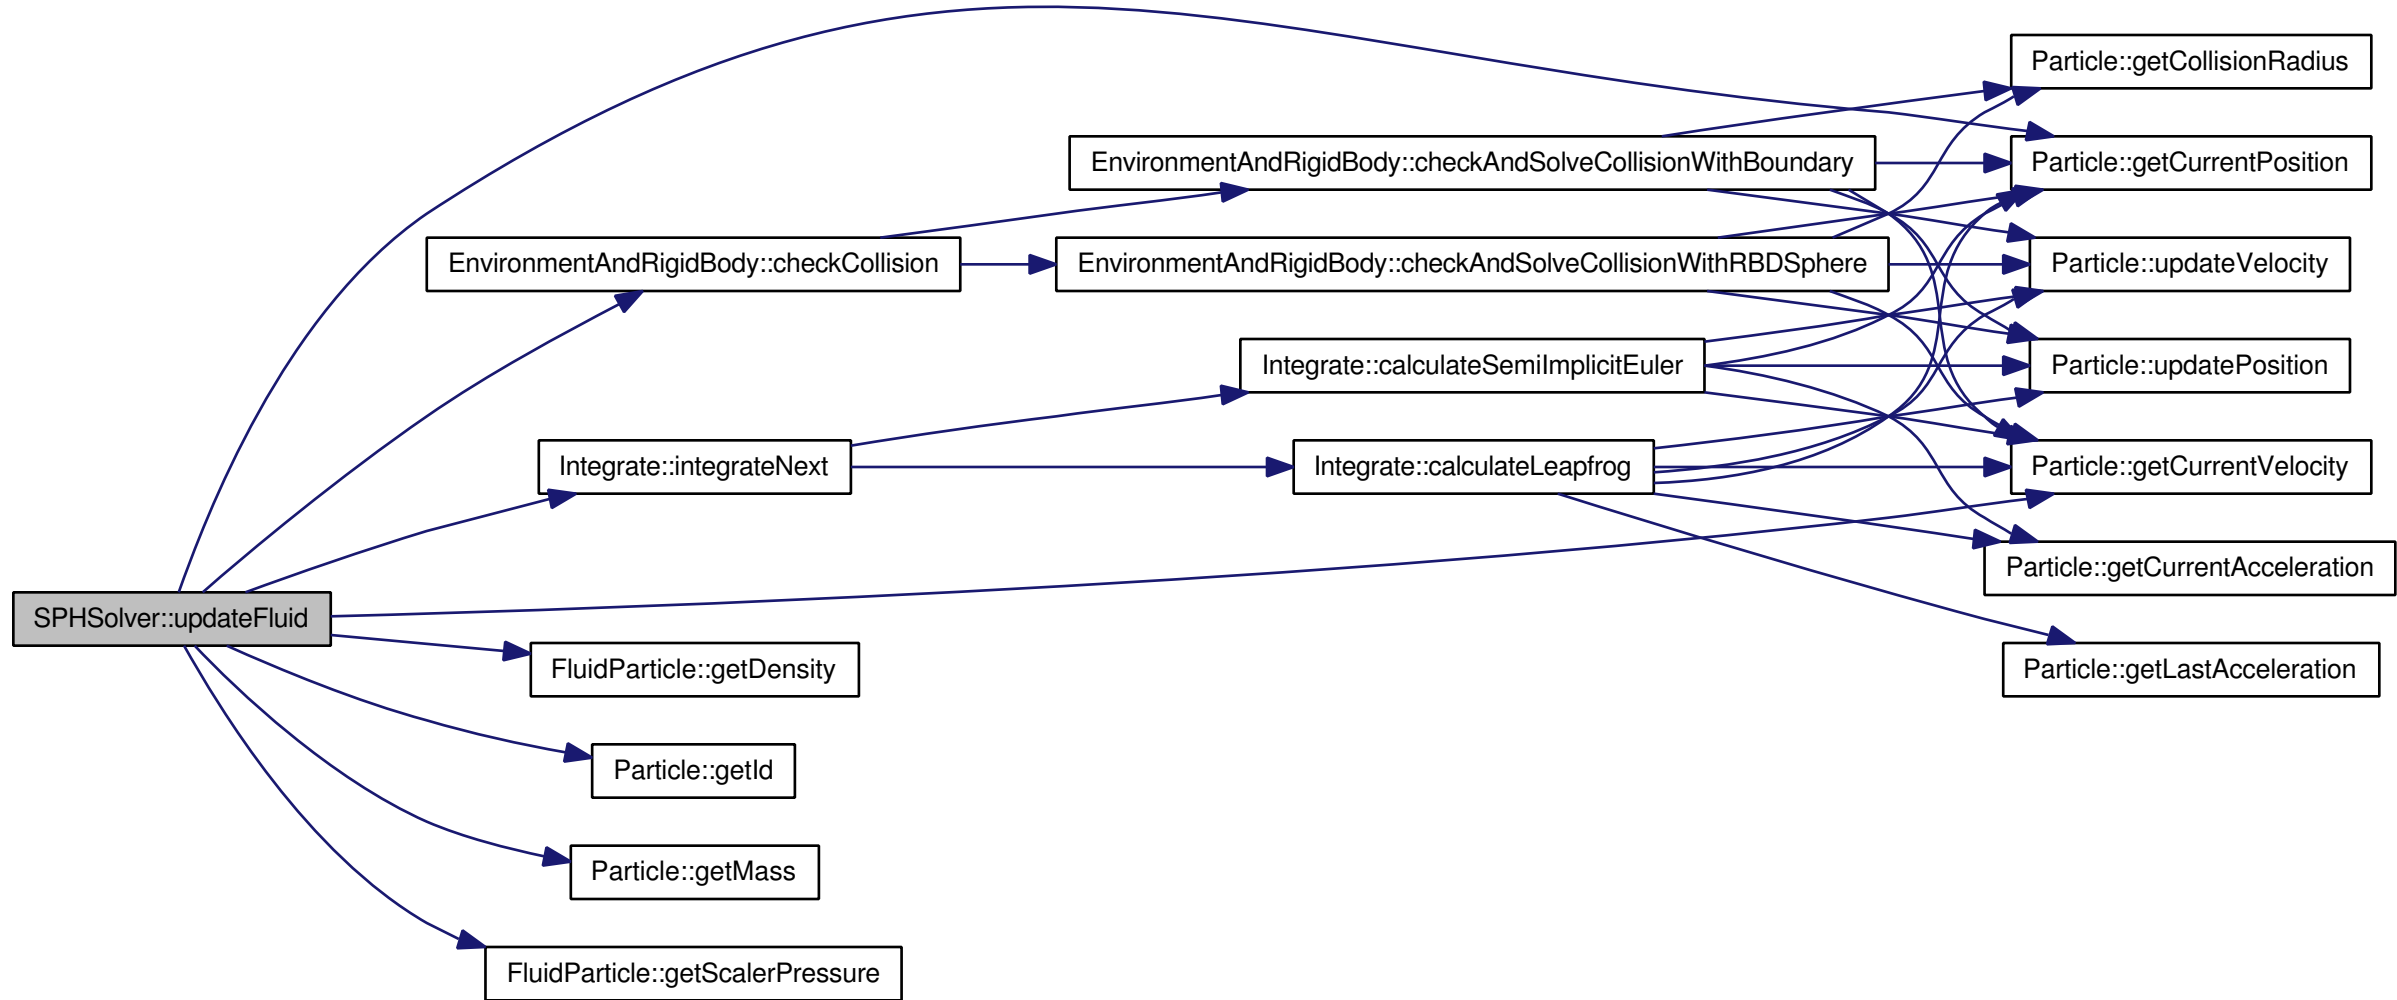 Particle::getCollisionRadius
EnvironmentAndRigidBody::checkAndSolveCollisionWithBoundary
Particle::getCurrentPosition
EnvironmentAndRigidBody::checkCollision
EnvironmentAndRigidBody::checkAndSolveCollisionWithRBDSphere
Particle::updateVelocity
Integrate::calculateSemiImplicitEuler
Particle::updatePosition
Integrate::integrateNext
Integrate::calculateLeapfrog
Particle::getCurrentVelocity
Particle::getCurrentAcceleration
SPHSolver::updateFluid
FluidParticle::getDensity
Particle::getLastAcceleration
Particle::getId
Particle::getMass
FluidParticle::getScalerPressure